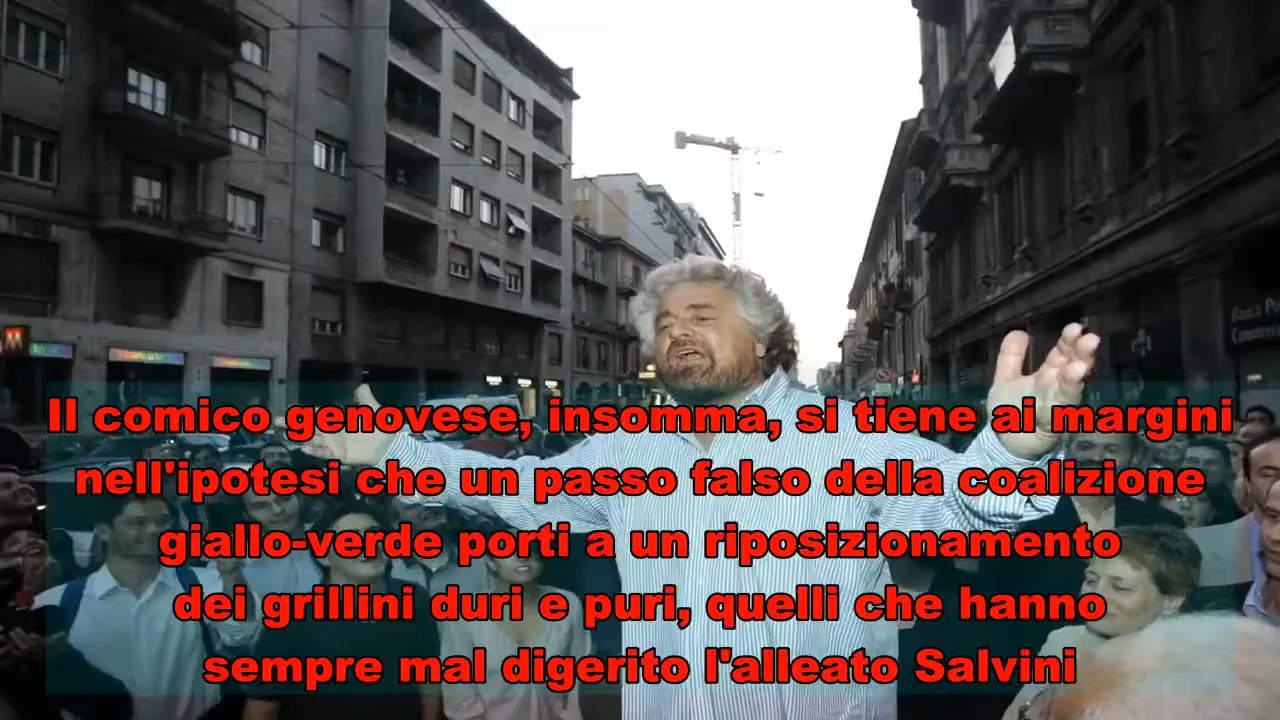 Il comico genovese, insomma, si tiene ai margini
nell'ipotesi che un passo falso della coalizione
giallo-verde porti a un riposizionamento
dei grillini duri e puri, quelli che hanno
sempre mal digerito l'alleato Salvini
M